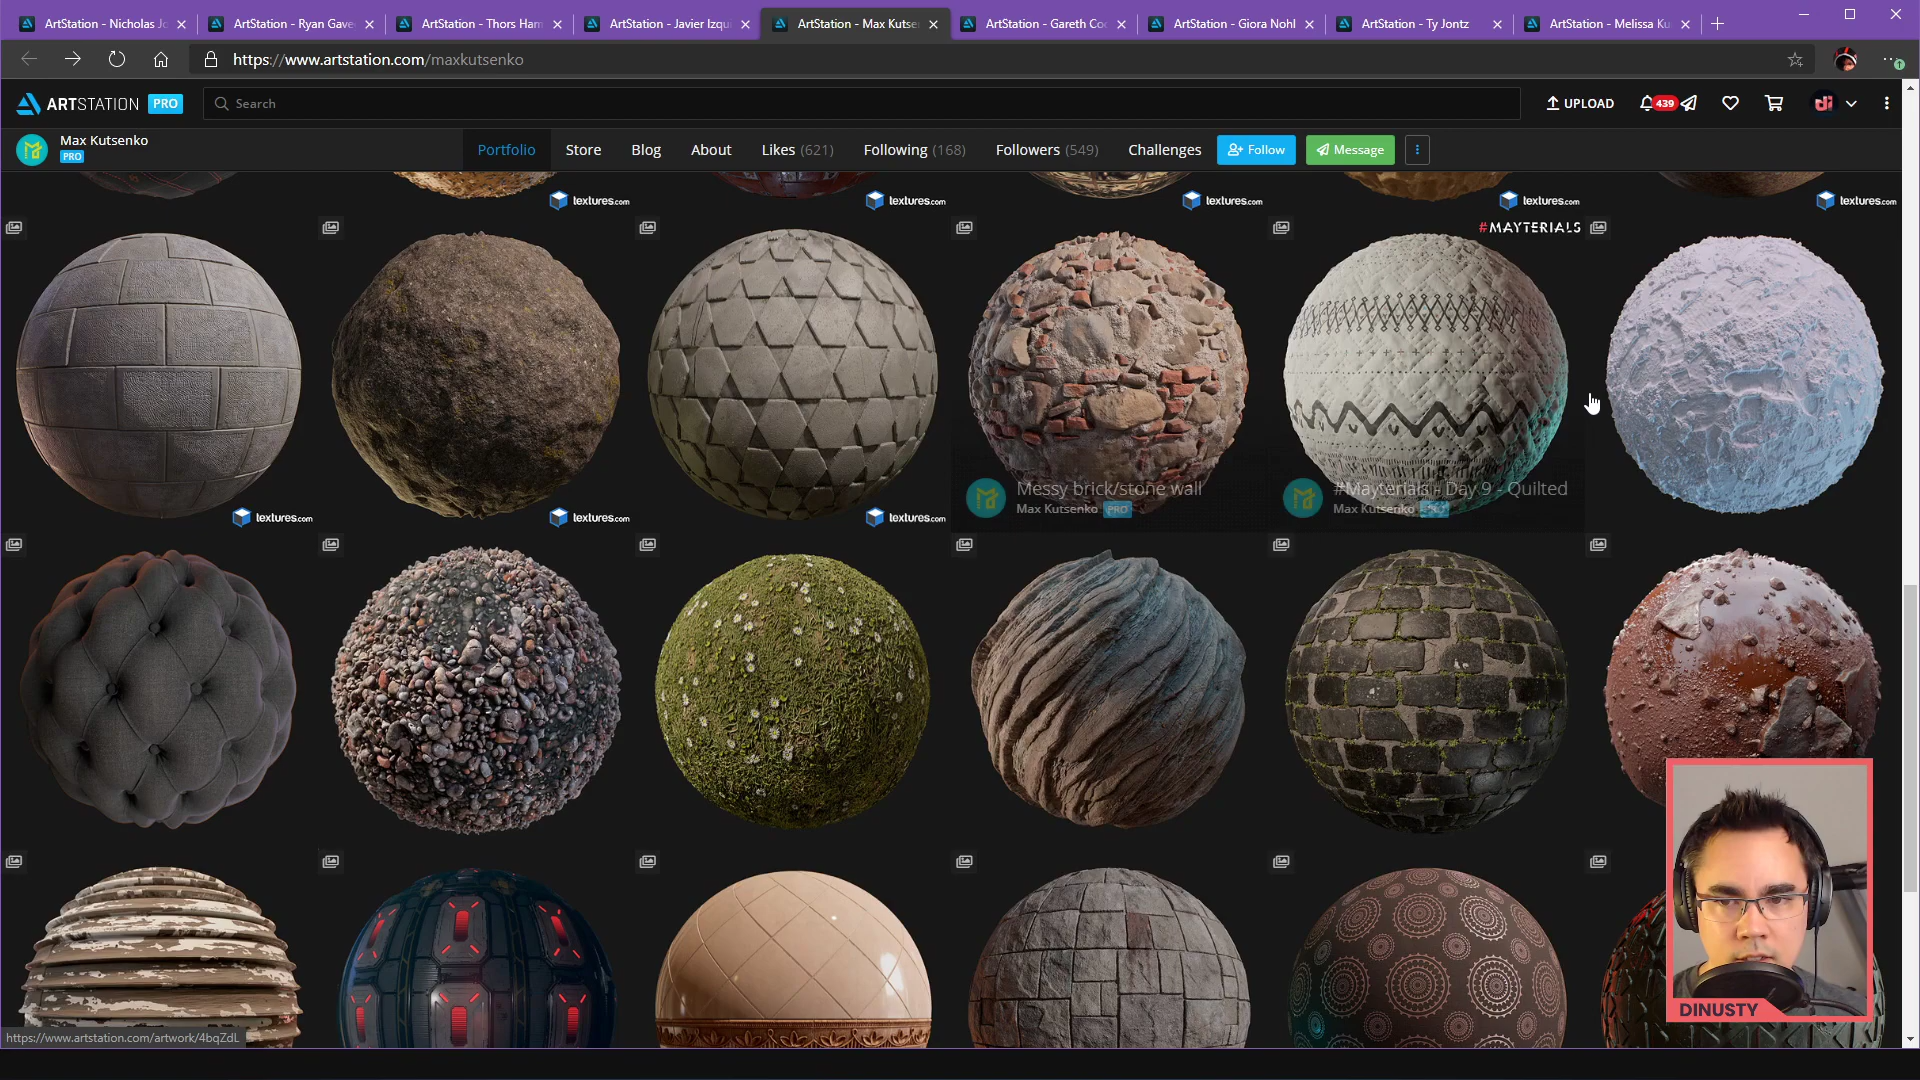 ArtStation - Nicholas Jo
ArtStation - Ryan Gave
ArtStation - Thors Ham
ArtStation - Javier Izqui
ArtStation - Max Kutse
ArtStation - Gareth Co
ArtStation - Giora Nohl
ArtStation - Ty Jontz
ArtStation - Melissa Ku
https://www.artstation.com/maxkutsenko
ARTSTATION PRO
Search
UPLOAD
439
di
Max Kutsenko
PRO
Portfolio
Store
Blog
About
Likes (621)
Following (168)
Followers (549)
Challenges
Follow
Message
textures.com
textures.com
textures.com
textures.com
textures.com
#MAYTERIALS
Messy brick/stone wall
Max Kutsenko PRO
#Mayterials - Day 9 - Quilted
Max Kutsenko PRO
textures.com
textures.com
textures.com
DINUSTY
https://www.artstation.com/artwork/4bqZdL